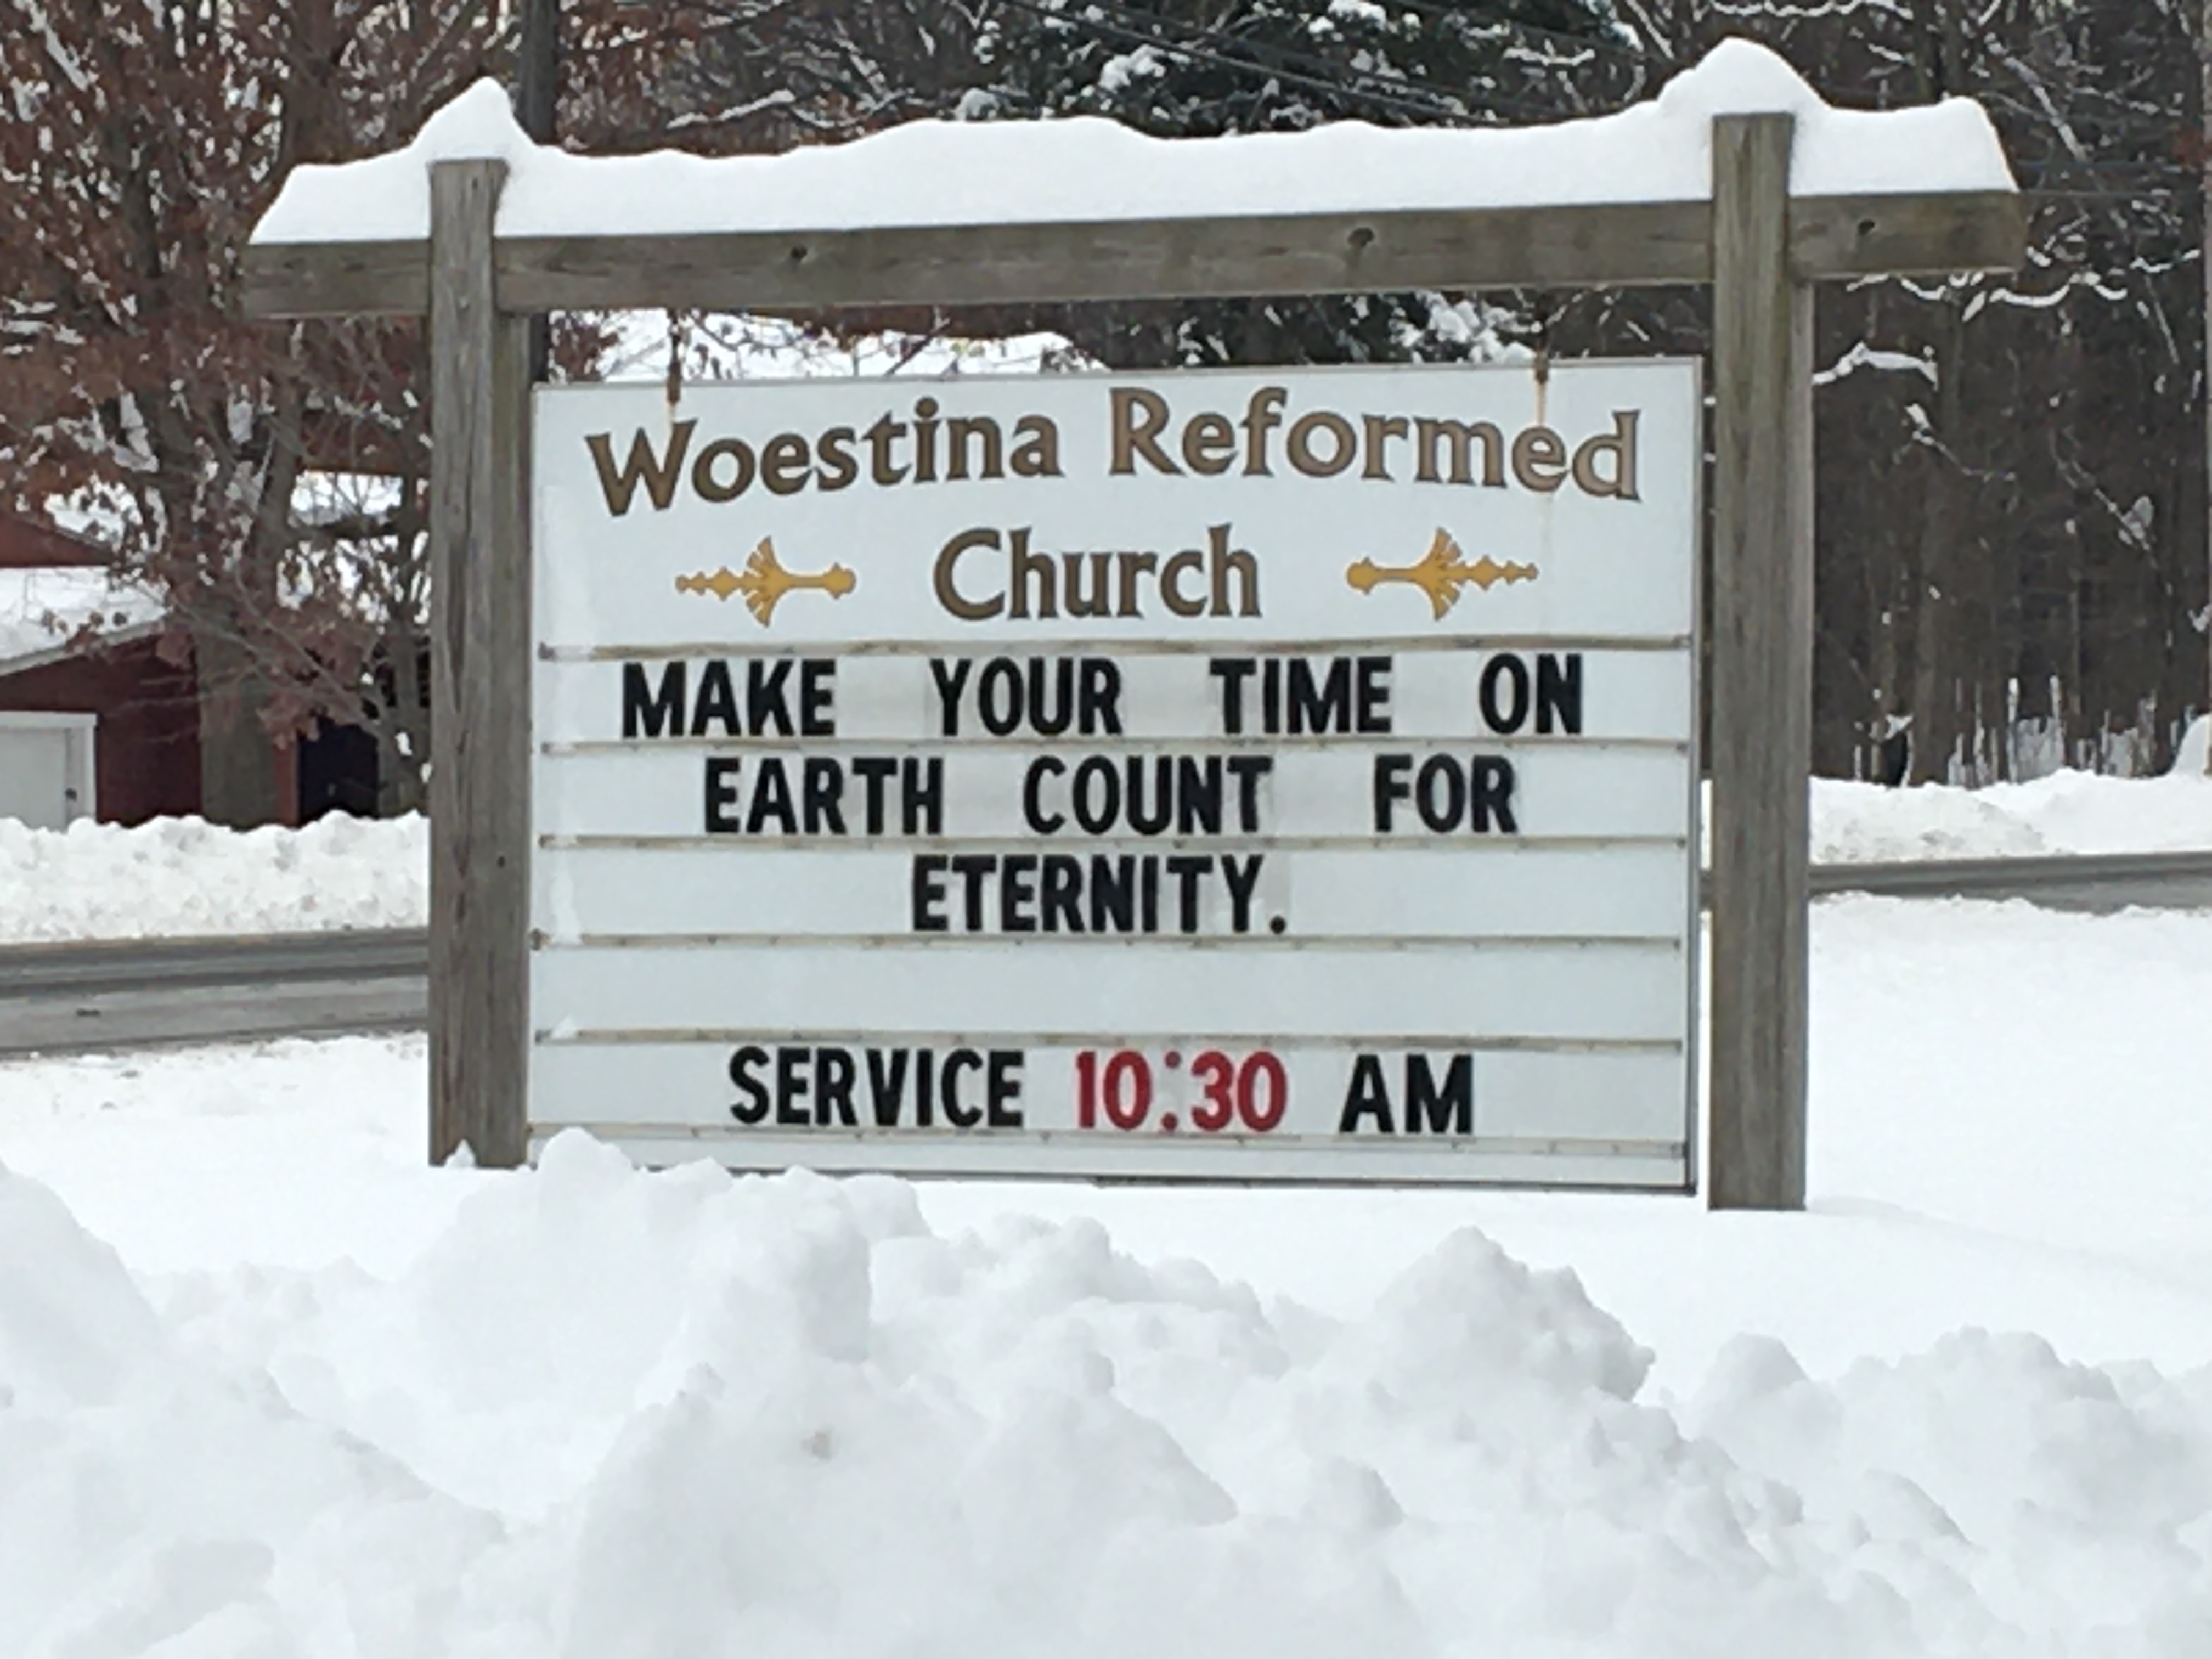 Woestina Reformed
Church
MAKE YOUR TIME ON
EARTH COUNT FOR
ETERNITY.
SERVICE 10:30 AM